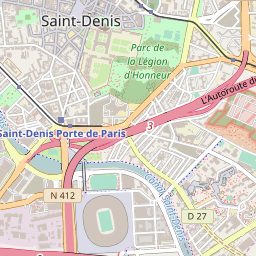 Saint-Denis
Parc de
la Légion
d'Honneur
L'Autoroute du
3
Saint-Denis Porte de Paris
N 412
Canal Saint-Denis
D 27